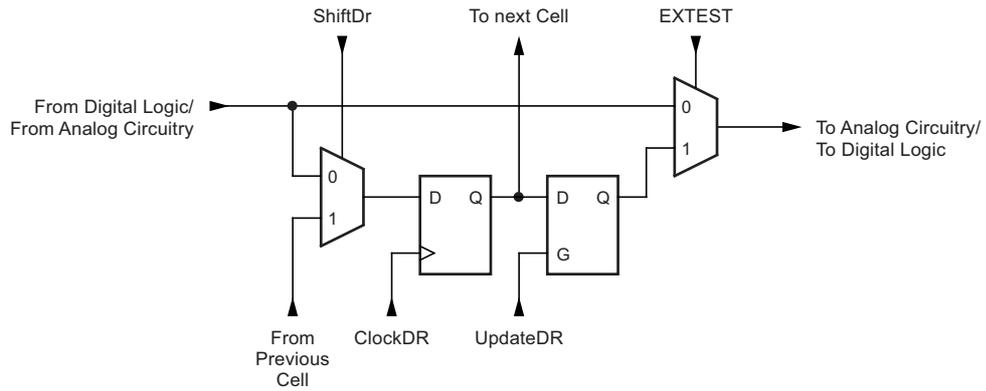 ShiftDr
To next Cell
EXTEST
From Digital Logic/
From Analog Circuitry
0
1
To Analog Circuitry/
To Digital Logic
0
1
D
Q
D
Q
G
From
Previous
Cell
ClockDR
UpdateDR